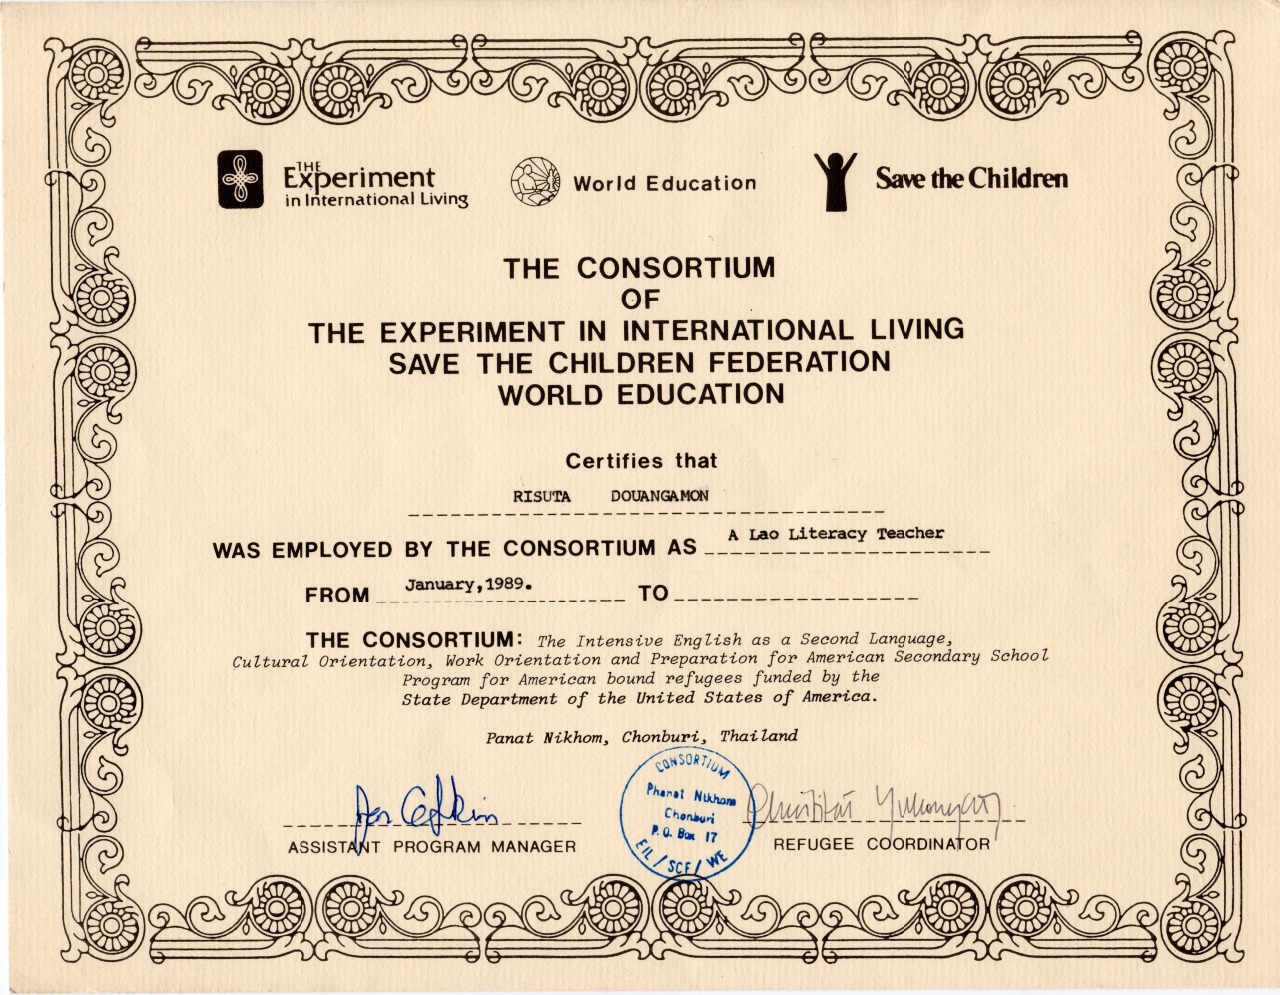 THE
Experiment
in International Living
World Education
Save the Children
THE CONSORTIUM
OF
THE EXPERIMENT IN INTERNATIONAL LIVING
SAVE THE CHILDREN FEDERATION
WORLD EDUCATION
Certifies that
RISUTA DOUANGAMON
WAS EMPLOYED BY THE CONSORTIUM AS A Lao Literacy Teacher
FROM January,1989. TO
THE CONSORTIUM: The Intensive English as a Second Language,
Cultural Orientation, Work Orientation and Preparation for American Secondary School
Program for American bound refugees funded by the
State Department of the United States of America.
Panat Nikhom, Chonburi, Thailand
CONSORTIUM
Phanat Nikhom
Chonburi
P.O. Box 17
EIL / SCF / WE
ASSISTANT PROGRAM MANAGER
REFUGEE COORDINATOR